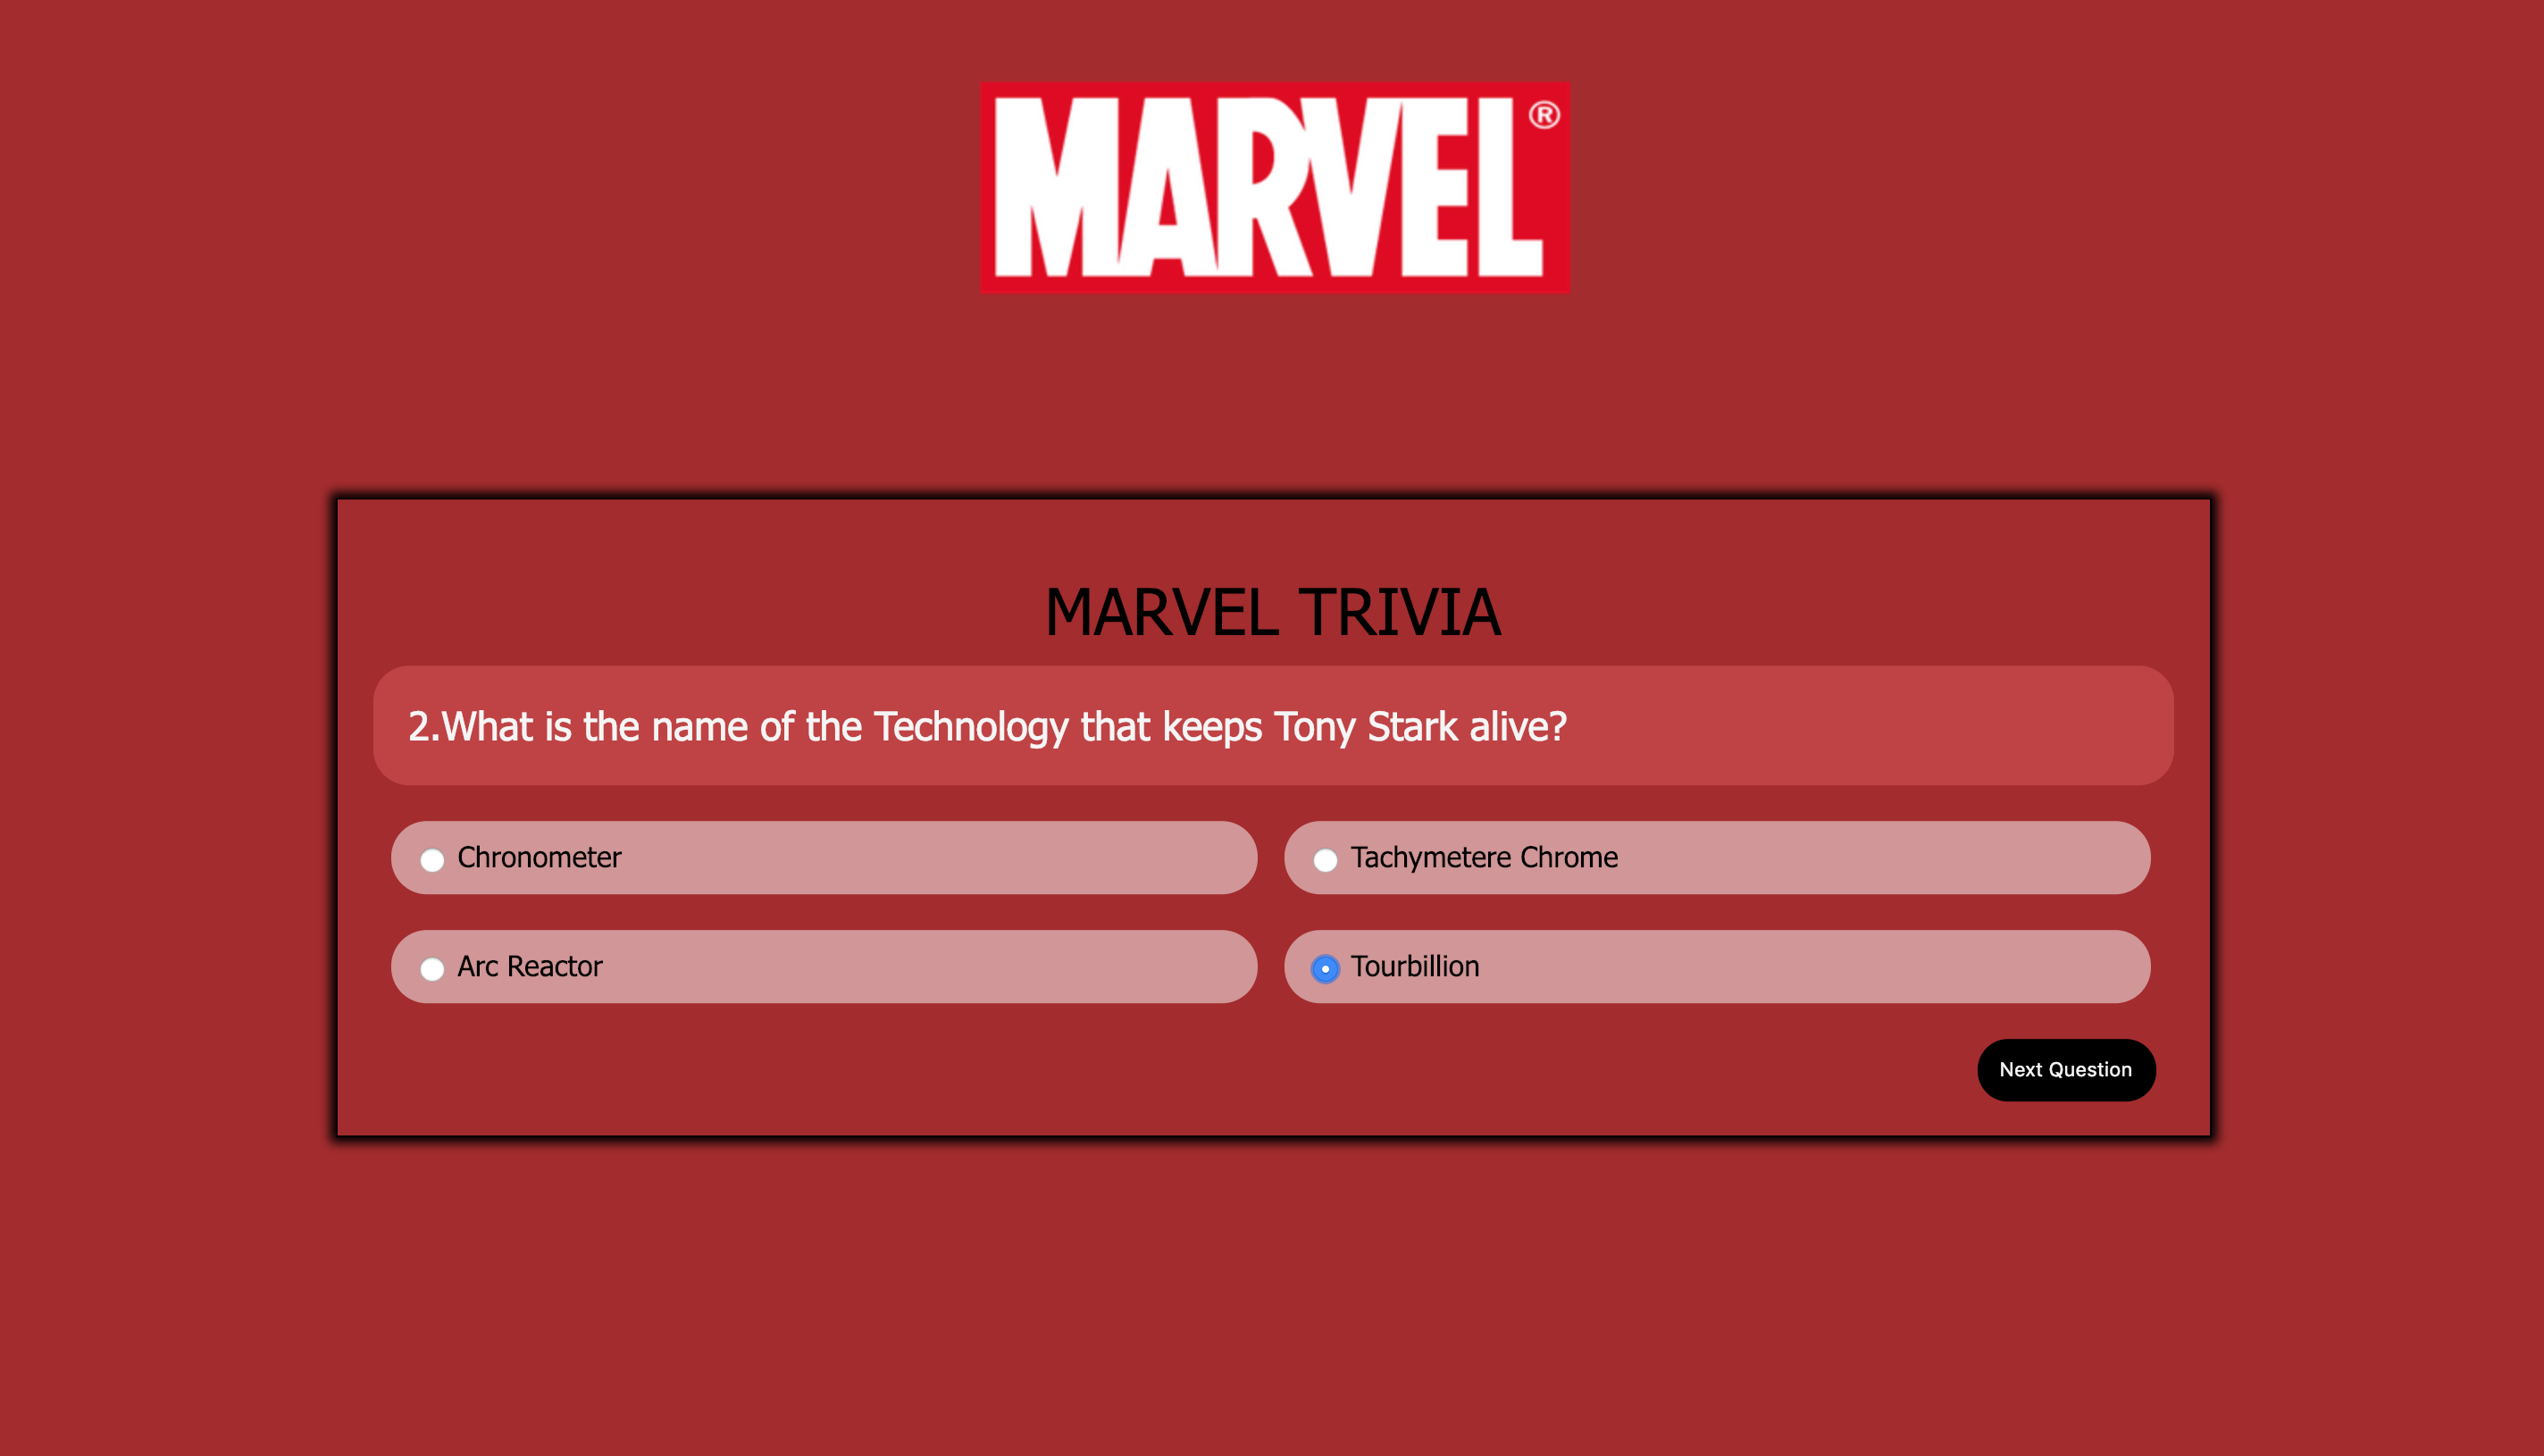 MARVEL®
MARVEL TRIVIA
2.What is the name of the Technology that keeps Tony Stark alive?
Chronometer
Tachymetere Chrome
Arc Reactor
Tourbillion
Next Question